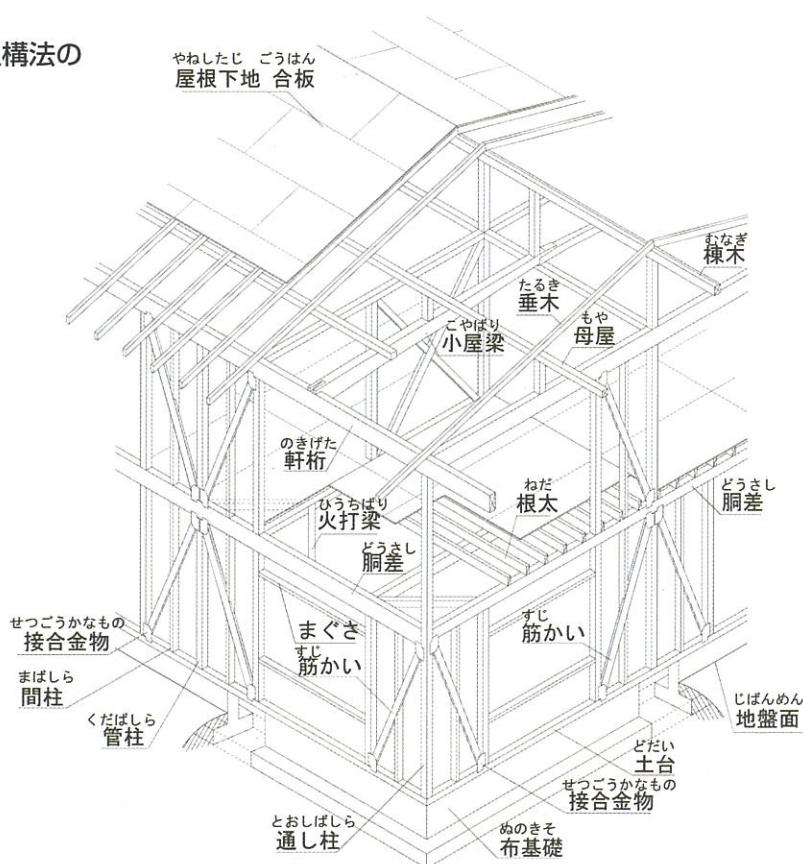 構法の
やねしたじ ごうはん
屋根下地 合板
むなぎ
棟木
たるき
垂木
もや
母屋
こやばり
小屋梁
のきげた
軒桁
ねだ
根太
どうさし
胴差
ひうちばり
火打梁
どうさし
胴差
せつごうかなもの
接合金物
まぐさ
すじ
筋かい
すじ
筋かい
まばしら
間柱
くだばしら
管柱
じばんめん
地盤面
どだい
土台
せつごうかなもの
接合金物
とおしばしら
通し柱
ぬのきそ
布基礎